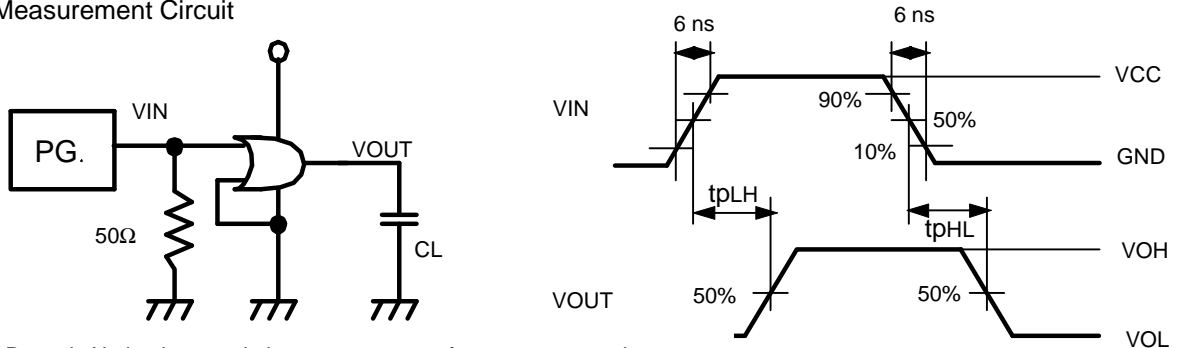 Measurement Circuit
PG.
VIN
VOUT
50Ω
CL
6 ns
6 ns
VIN
90%
50%
10%
VCC
GND
tpLH
tpHL
VOUT
50%
50%
VOH
VOL